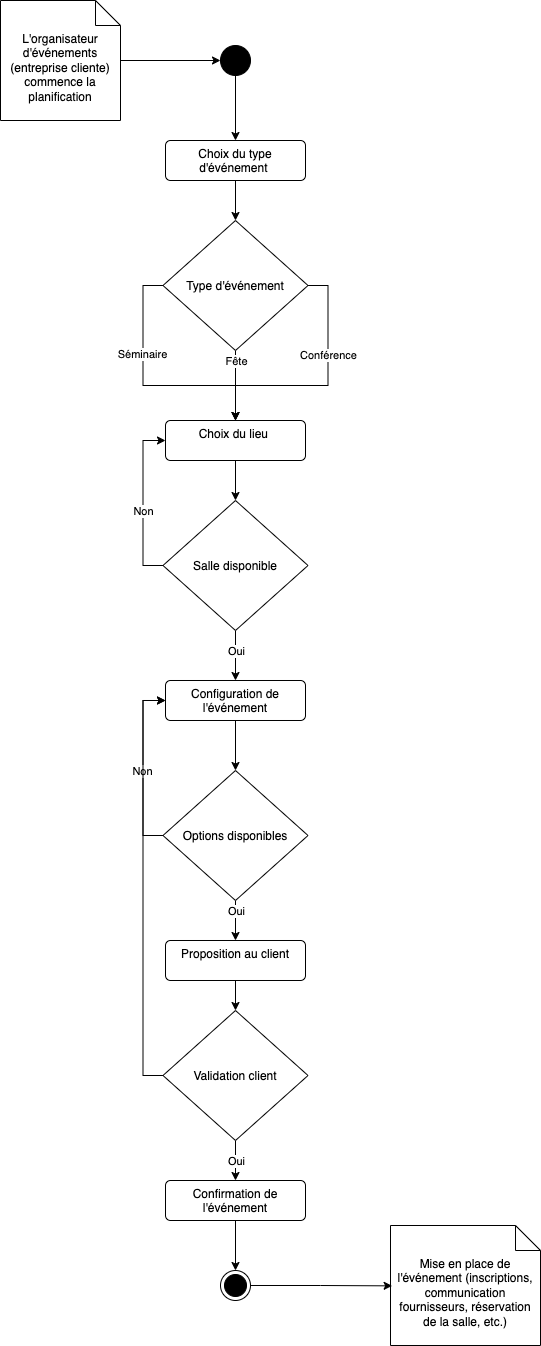 L'organisateur
d'événements
(entreprise cliente)
commence la
planification
Choix du type
d'événement
Type d'événement
Séminaire
Fête
Conférence
Choix du lieu
Non
Salle disponible
Oui
Configuration de
l'événement
Non
Options disponibles
Oui
Proposition au client
Validation client
Oui
Confirmation de
l'événement
Mise en place de
l'événement (inscriptions,
communication
fournisseurs, réservation
de la salle, etc.)